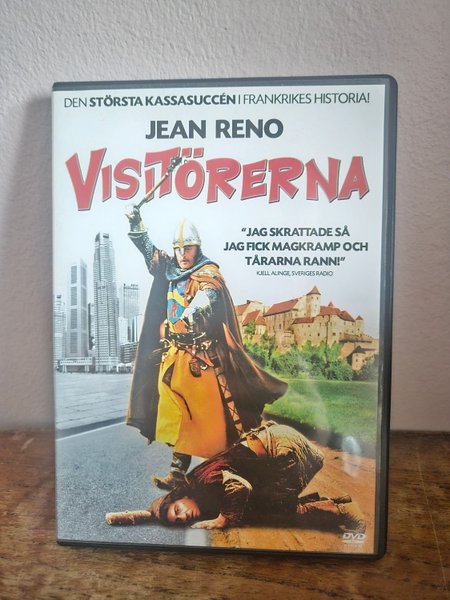 DEN STÖRSTA KASSASUCCÉN I FRANKRIKES HISTORIA!
JEAN RENO
VISITÖRERNA
"JAG SKRATTADE SÅ
JAG FICK MAGKRAMP OCH
TÅRARNA RANN!"
KJELL ALINGE, SVERIGES RADIO
DVD